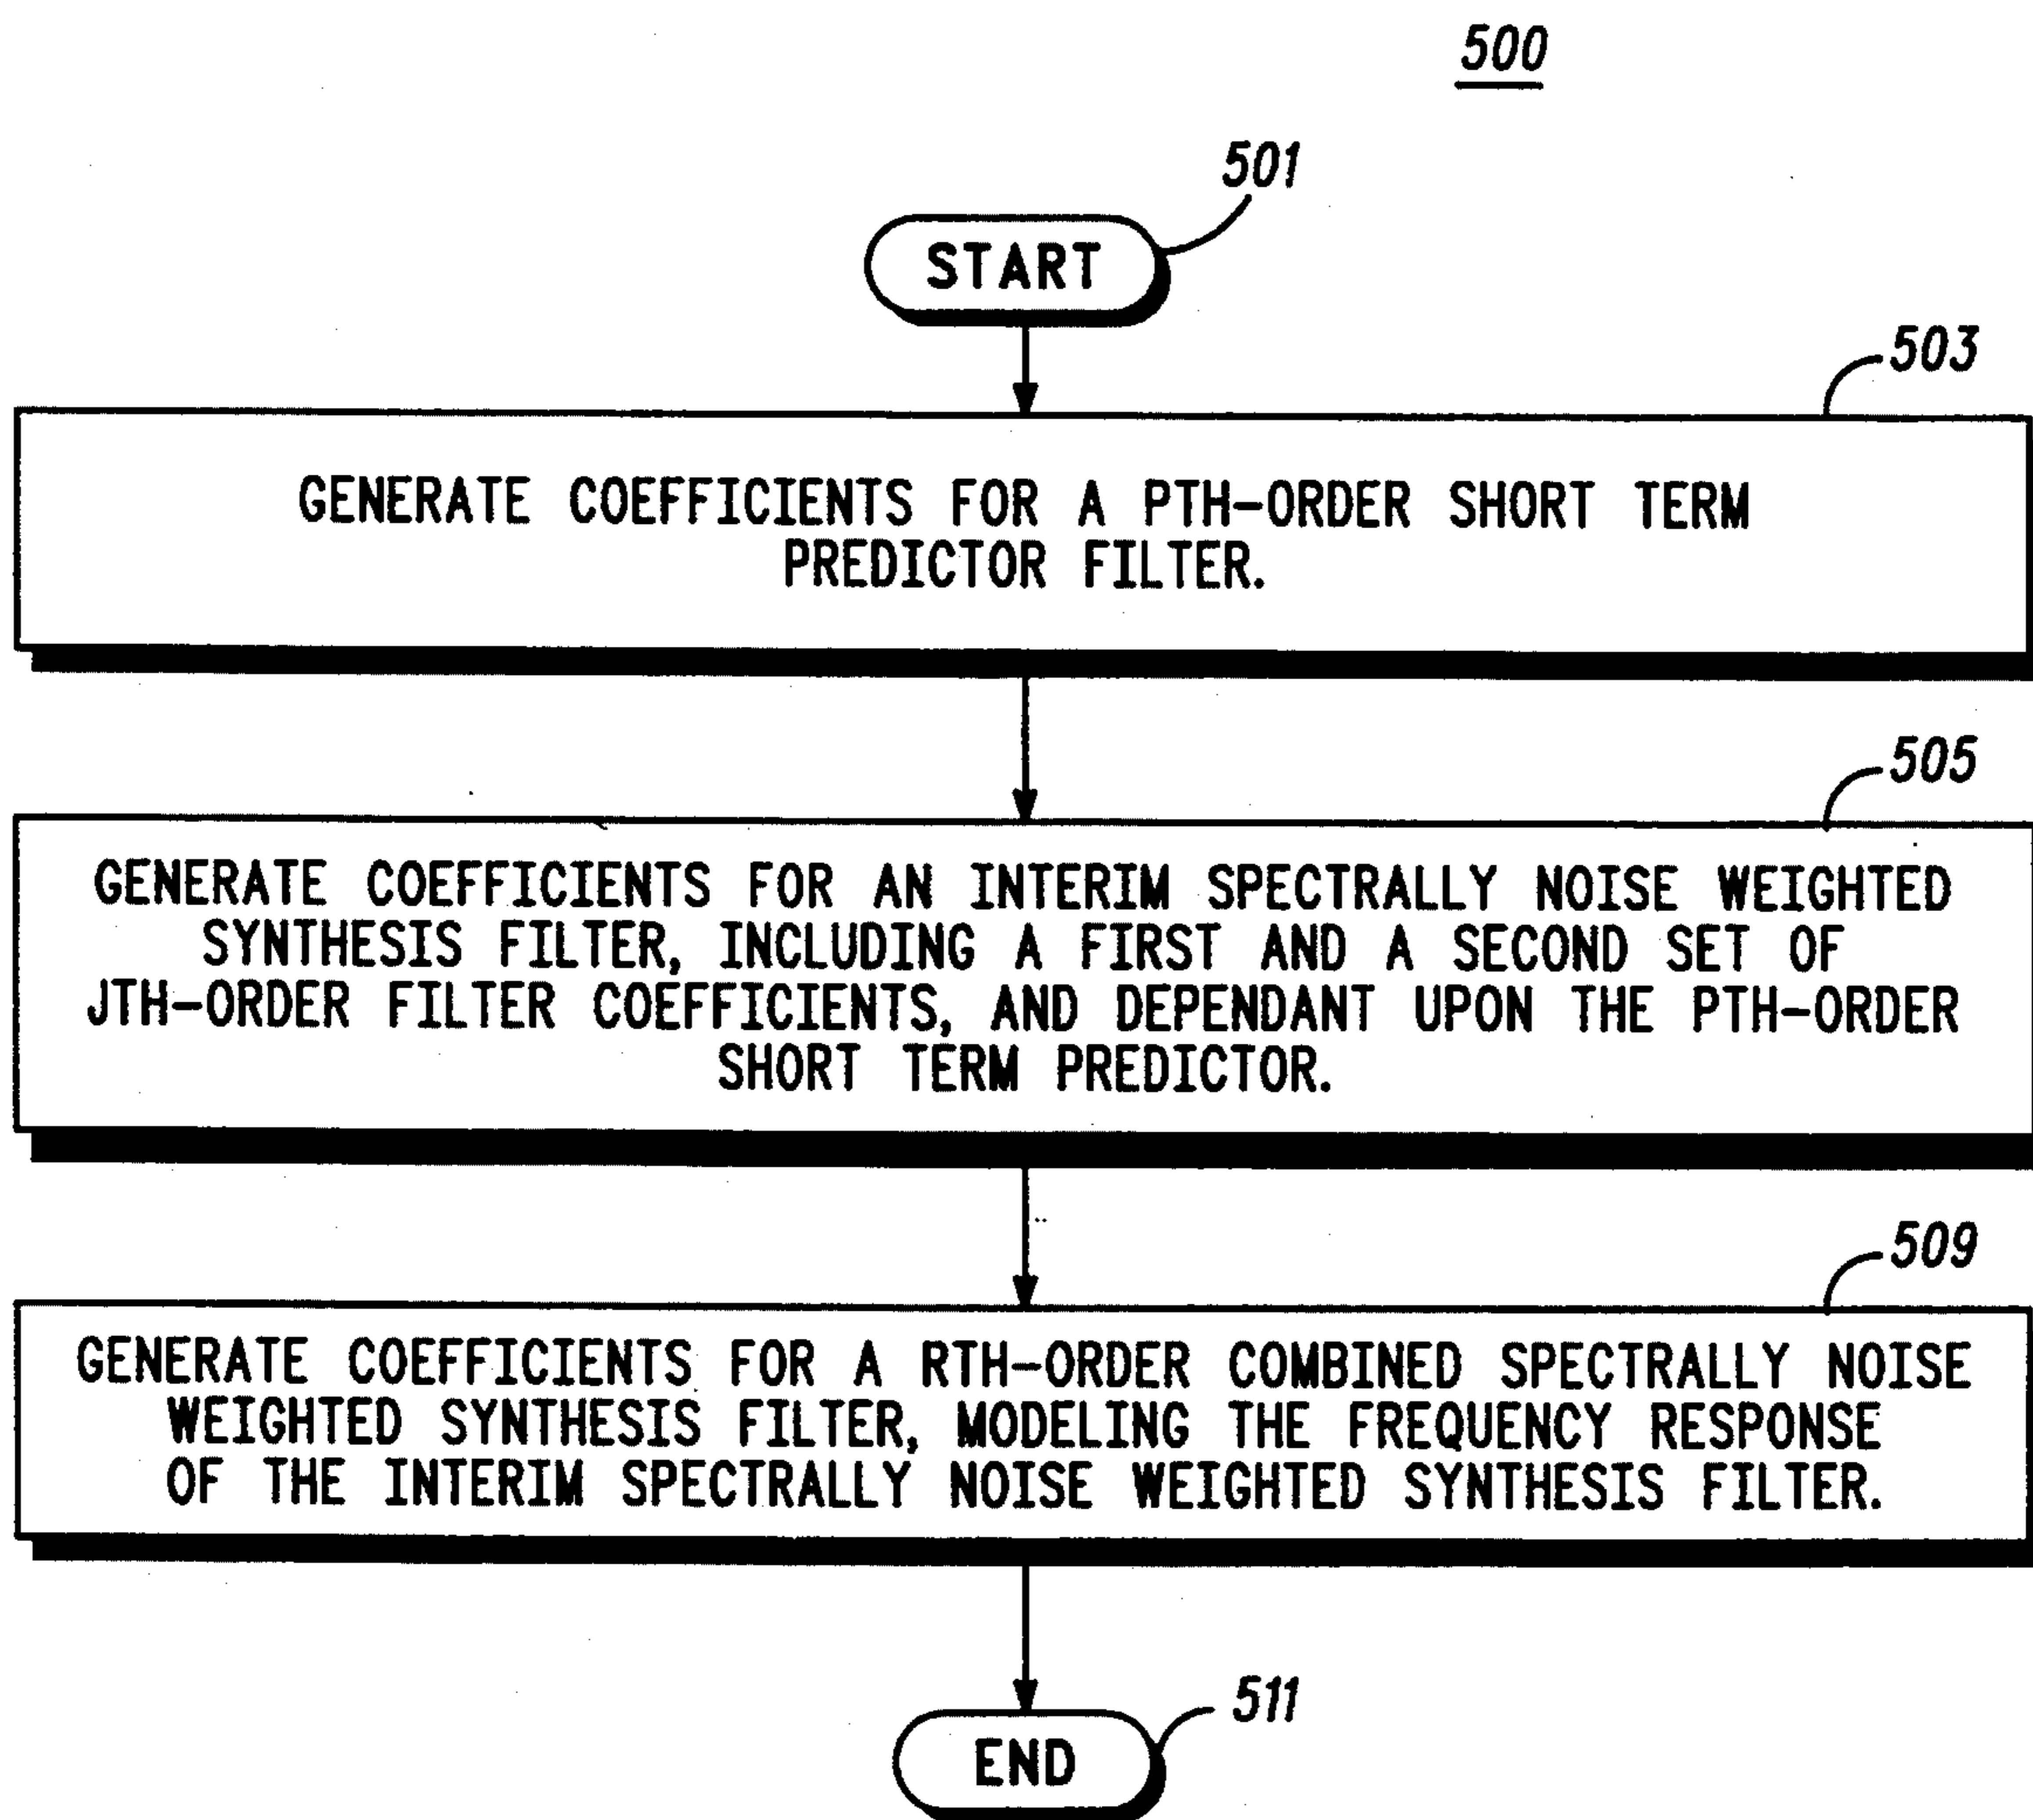 500
501
START
503
GENERATE COEFFICIENTS FOR A PTH-ORDER SHORT TERM
PREDICTOR FILTER.
505
GENERATE COEFFICIENTS FOR AN INTERIM SPECTRALLY NOISE WEIGHTED
SYNTHESIS FILTER, INCLUDING A FIRST AND A SECOND SET OF
JTH-ORDER FILTER COEFFICIENTS, AND DEPENDANT UPON THE PTH-ORDER
SHORT TERM PREDICTOR.
509
GENERATE COEFFICIENTS FOR A RTH-ORDER COMBINED SPECTRALLY NOISE
WEIGHTED SYNTHESIS FILTER, MODELING THE FREQUENCY RESPONSE
OF THE INTERIM SPECTRALLY NOISE WEIGHTED SYNTHESIS FILTER.
511
END